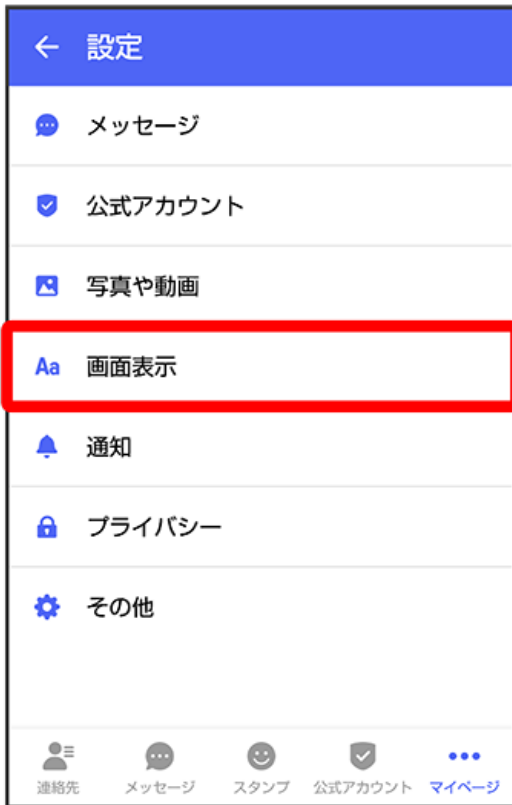 設定
メッセージ
公式アカウント
写真や動画
Aa 画面表示
通知
プライバシー
その他
連絡先 メッセージ スタンプ 公式アカウント マイページ